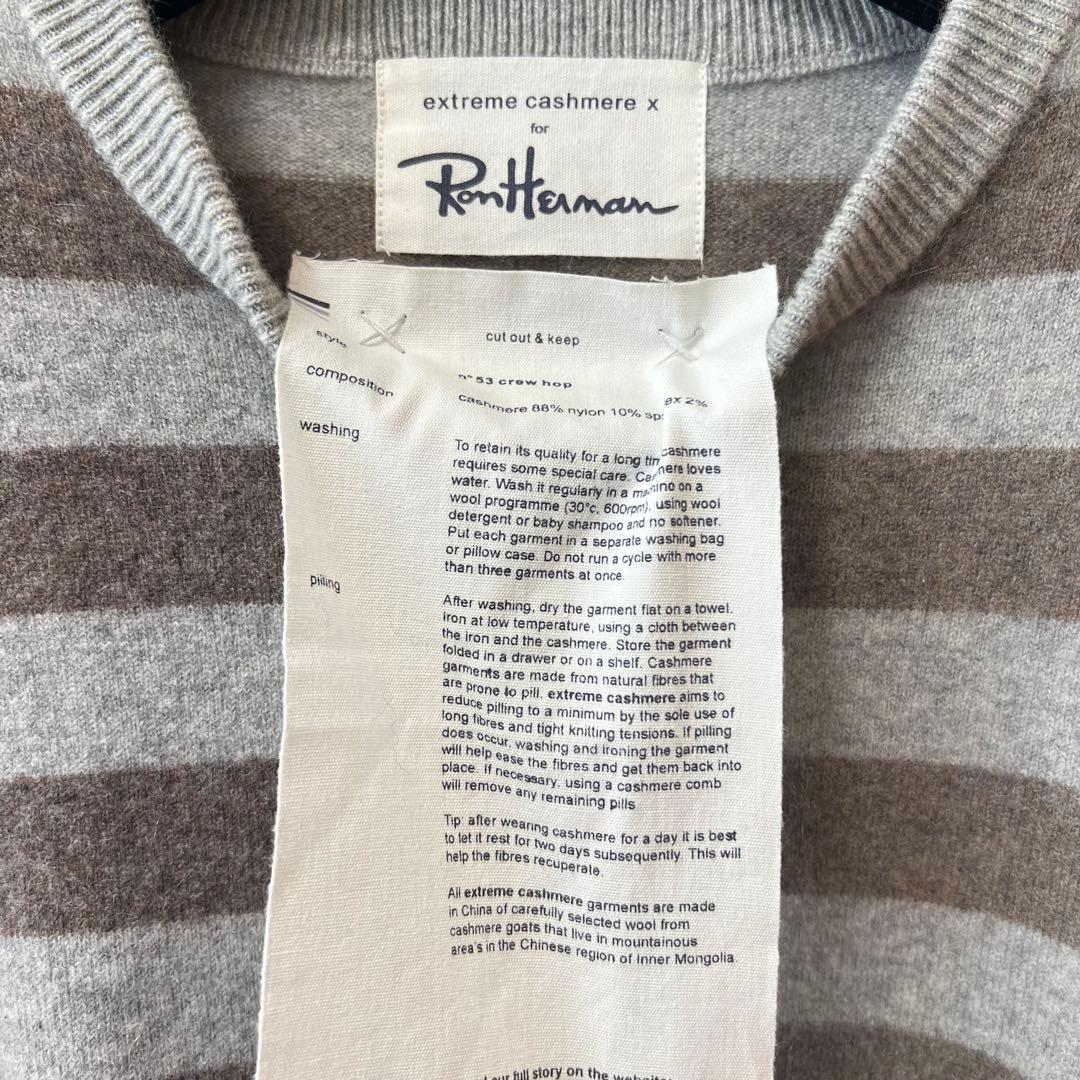 extreme cashmere x
for
Ron Herman
cut out & keep
style
n° 53 crew hop
composition
cashmere 88% nylon 10% sp ex 2%
washing
To retain its quality for a long tim cashmere
requires some special care. Ca mere loves
water. Wash it regularly in a machine on a
wool programme (30°c, 600rpm), using wool
detergent or baby shampoo and no softener.
Put each garment in a separate washing bag
or pillow case. Do not run a cycle with more
than three garments at once.
pilling
After washing, dry the garment flat on a towel.
Iron at low temperature, using a cloth between
the iron and the cashmere. Store the garment
folded in a drawer or on a shelf. Cashmere
garments are made from natural fibres that
are prone to pill. extreme cashmere aims to
reduce pilling to a minimum by the sole use of
long fibres and tight knitting tensions. If pilling
does occur, washing and ironing the garment
will help ease the fibres and get them back into
place. If necessary, using a cashmere comb
will remove any remaining pills
Tip: after wearing cashmere for a day it is best
to let it rest for two days subsequently. This will
help the fibres recuperate.
All extreme cashmere garments are made
in China of carefully selected wool from
cashmere goats that live in mountainous
area's in the Chinese region of Inner Mongolia.
our full story on the website